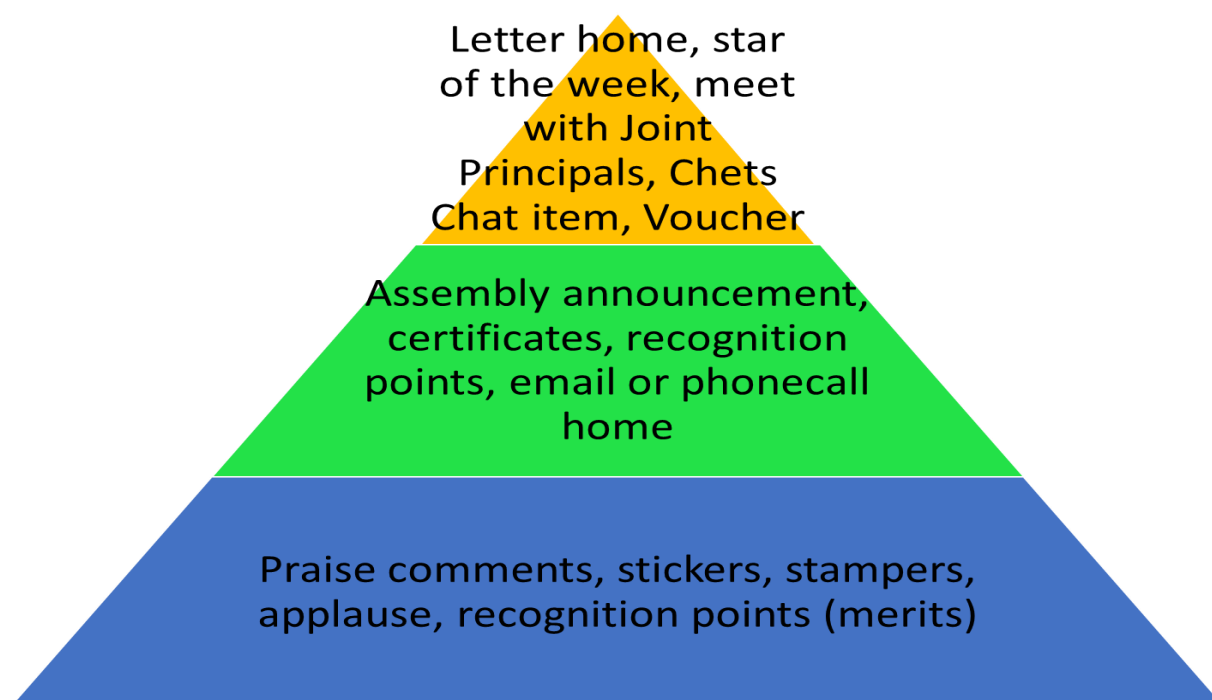 Letter home, star
of the week, meet
with Joint
Principals, Chets
Chat item, Voucher
Assembly announcement,
certificates, recognition
points, email or phonecall
home
Praise comments, stickers, stampers,
applause, recognition points (merits)